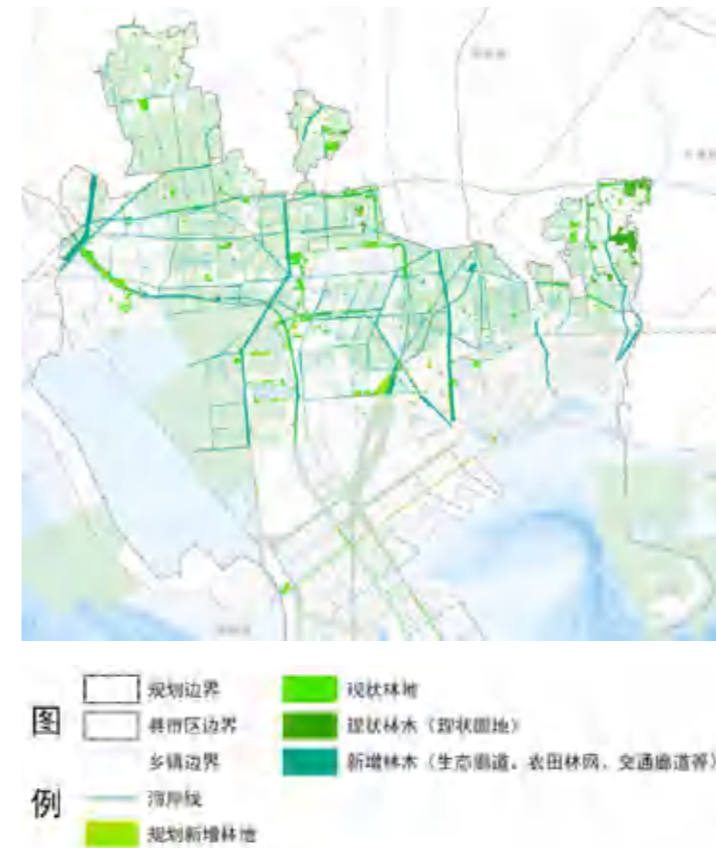 图例
规划边界
县市区边界
乡镇边界
海岸线
规划新增林地
现状林地
现状林木（现状园地）
新增林木（生态廊道、农田林网、交通廊道等）